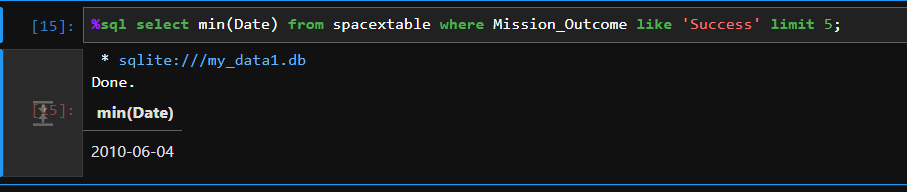 [15]: %sql select min(Date) from spacextable where Mission_Outcome like 'Success' limit 5;
* sqlite:///my_data1.db
Done.
[15]: min(Date)
2010-06-04